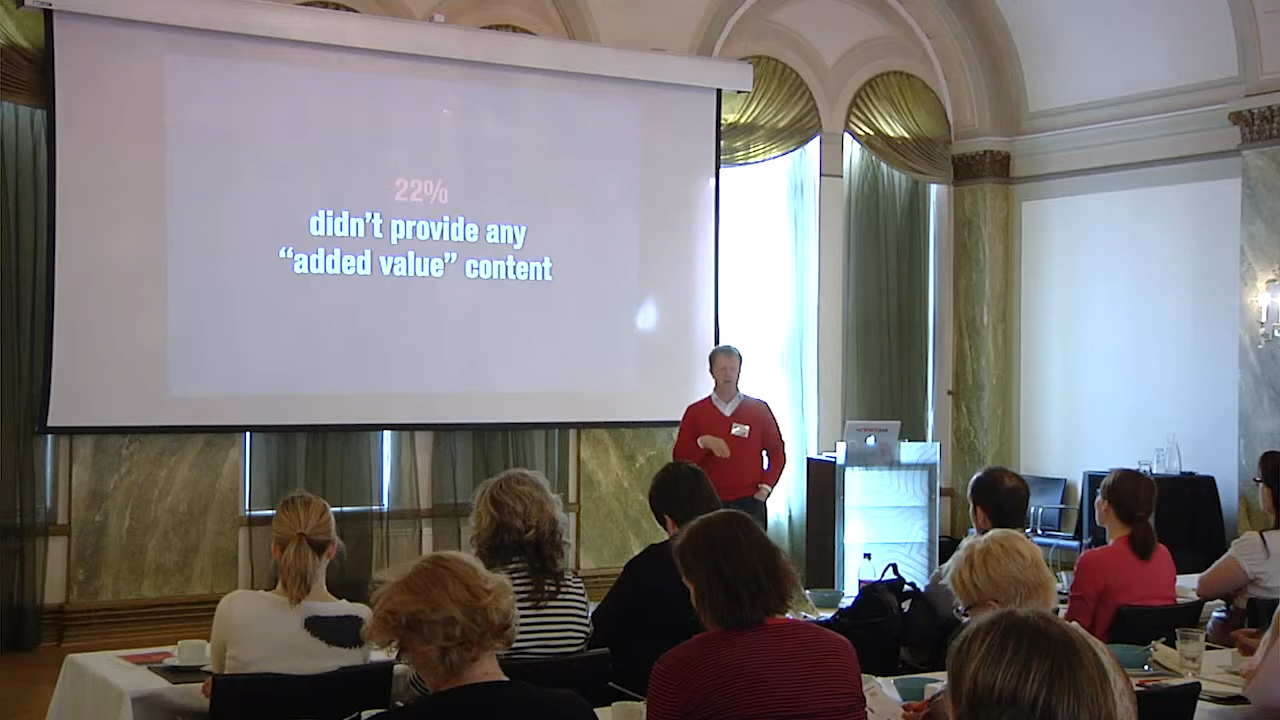 22%
didn’t provide any
“added value” content